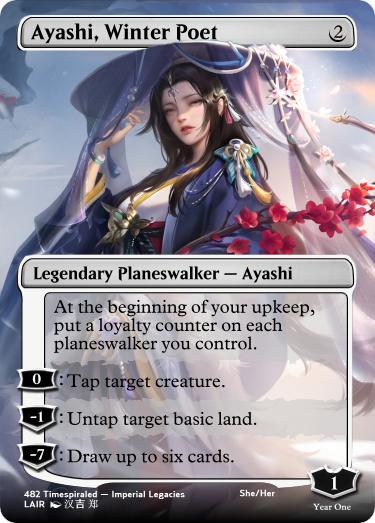 Ayashi, Winter Poet 2
Legendary Planeswalker — Ayashi
At the beginning of your upkeep,
put a loyalty counter on each
planeswalker you control.
0 : Tap target creature.
-1 : Untap target basic land.
-7 : Draw up to six cards.
1
482 Timespiraled — Imperial Legacies She/Her
LAIR 汉吉 郑 Year One